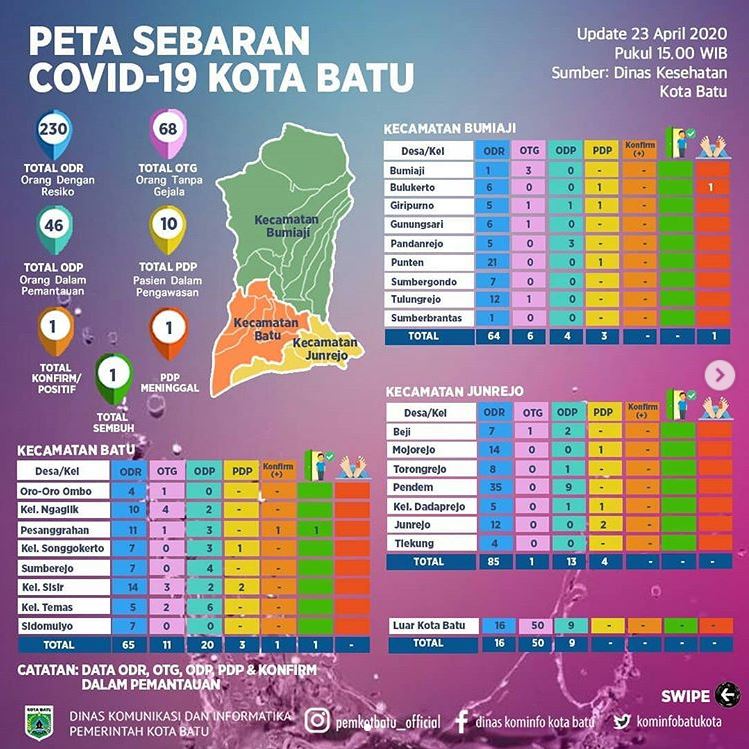 PETA SEBARAN
COVID-19 KOTA BATU
Update 23 April 2020
Pukul 15.00 WIB
Sumber: Dinas Kesehatan
Kota Batu
230
TOTAL ODR
Orang Dengan
Resiko
68
TOTAL OTG
Orang Tanpa
Gejala
46
TOTAL ODP
Orang Dalam
Pemantauan
10
TOTAL PDP
Pasien Dalam
Pengawasan
1
TOTAL
KONFIRM/
POSITIF
1
PDP
MENINGGAL
1
TOTAL
SEMBUH
Kecamatan
Bumiaji
Kecamatan
Batu
Kecamatan
Junrejo
KECAMATAN BUMIAJI
Desa/Kel ODR OTG ODP PDP Konfirm (+)
Bumiaji 1 3 0 - -
Bulukerto 6 0 0 1 - 1
Giripurno 5 1 1 1 -
Gunungsari 6 1 0 - -
Pandanrejo 5 0 3 - -
Punten 21 0 0 1 -
Sumbergondo 7 0 0 - -
Tulungrejo 12 1 0 - -
Sumberbrantas 1 0 0 - -
TOTAL 64 6 4 3 - - 1
KECAMATAN JUNREJO
Desa/Kel ODR OTG ODP PDP Konfirm (+)
Beji 7 1 2 - -
Mojorejo 14 0 0 1 -
Torongrejo 8 0 1 - -
Pendem 35 0 9 - -
Kel. Dadaprejo 5 0 1 1 -
Junrejo 12 0 0 2 -
Tlekung 4 0 0 - -
TOTAL 85 1 13 4 - - -
KECAMATAN BATU
Desa/Kel ODR OTG ODP PDP Konfirm (+)
Oro-Oro Ombo 4 1 0 - -
Kel. Ngaglik 10 4 2 - -
Pesanggrahan 11 1 3 - 1 1
Kel. Songgokerto 7 0 3 1 -
Sumberejo 7 0 4 - -
Kel. Sisir 14 3 2 2 -
Kel. Temas 5 2 6 - -
Sidomulyo 7 0 0 - -
TOTAL 65 11 20 3 1 1 -
Luar Kota Batu 16 50 9 - - - -
TOTAL 16 50 9 - - - -
CATATAN: DATA ODR, OTG, ODP, PDP & KONFIRM
DALAM PEMANTAUAN
SWIPE
KOTA BATU
DINAS KOMUNIKASI DAN INFORMATIKA
PEMERINTAH KOTA BATU
pemkotbatu_official
dinas kominfo kota batu
kominfobatukota